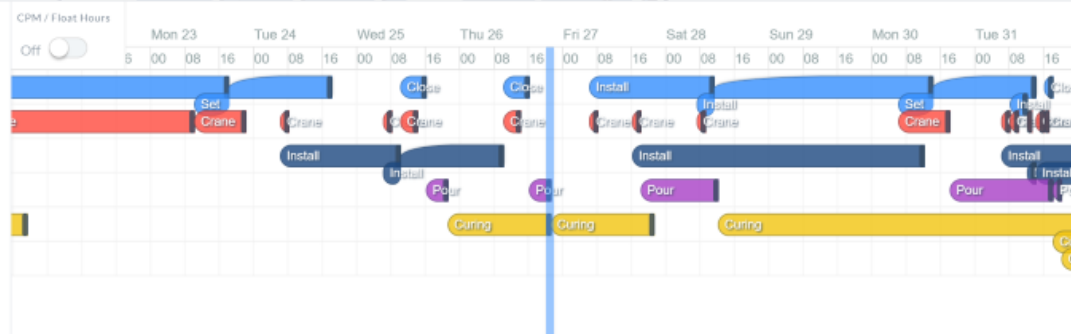 CPM / Float Hours
Off
Mon 23 Tue 24 Wed 25 Thu 26 Fri 27 Sat 28 Sun 29 Mon 30 Tue 31
6 00 08 16 00 08 16 00 08 16 00 08 16 00 08 16 00 08 16 00 08 16 00 08 16 00 08 16
Close Close Install
Set Install Set Install
Crane Crane Crane Crane Crane Crane Crane Crane
Install Install Install
Install Install
Pour Pour Pour Pour
Curing Curing Curing